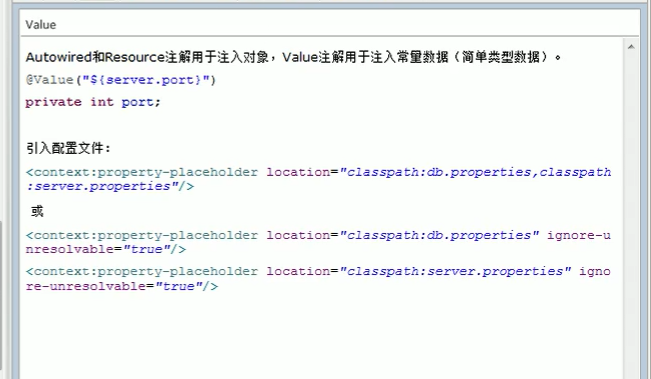 Value
Autowired和Resource注解用于注入对象，Value注解用于注入常量数据（简单类型数据）。
@Value("${server.port}")
private int port;
引入配置文件：
<context:property-placeholder location="classpath:db.properties,classpath
:server.properties"/>
或
<context:property-placeholder location="classpath:db.properties" ignore-u
nresolvable="true"/>
<context:property-placeholder location="classpath:server.properties" igno
re-unresolvable="true"/>